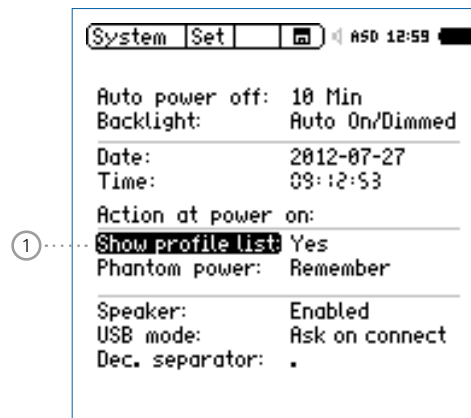 System Set ASD 12:59
Auto power off: 10 Min
Backlight: Auto On/Dimmed
Date: 2012-07-27
Time: 09:12:53
Action at power on:
1 Show profile list: Yes
Phantom power: Remember
Speaker: Enabled
USB mode: Ask on connect
Dec. separator: .